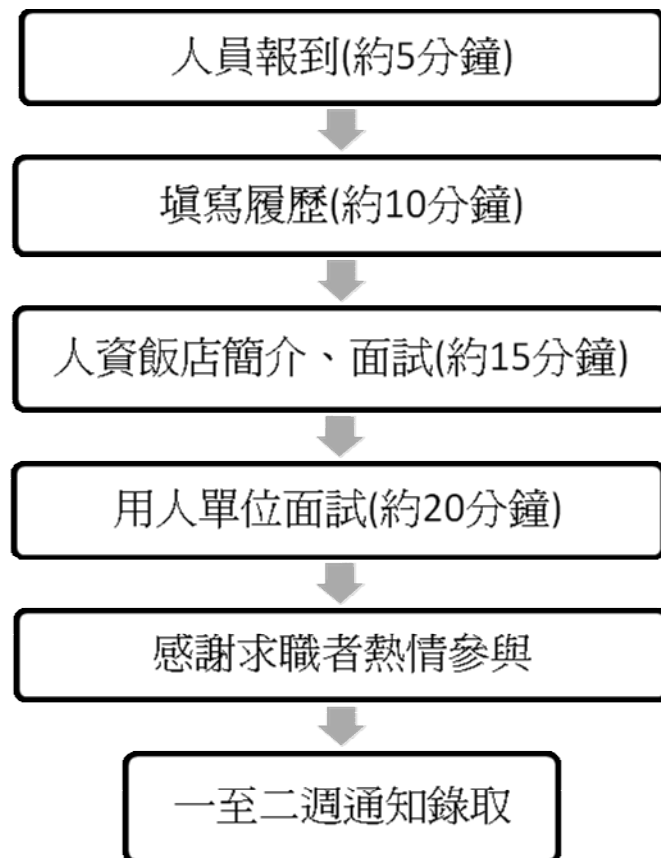 人員報到(約5分鐘)
填寫履歷(約10分鐘)
人資飯店簡介、面試(約15分鐘)
用人單位面試(約20分鐘)
感謝求職者熱情參與
一至二週通知錄取